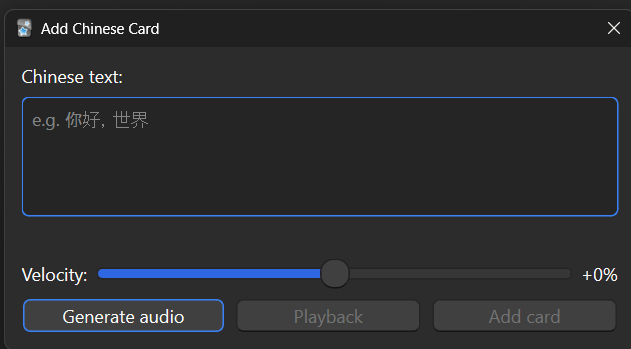 Add Chinese Card
Chinese text:
e.g. 你好, 世界
Velocity: +0%
Generate audio Playback Add card